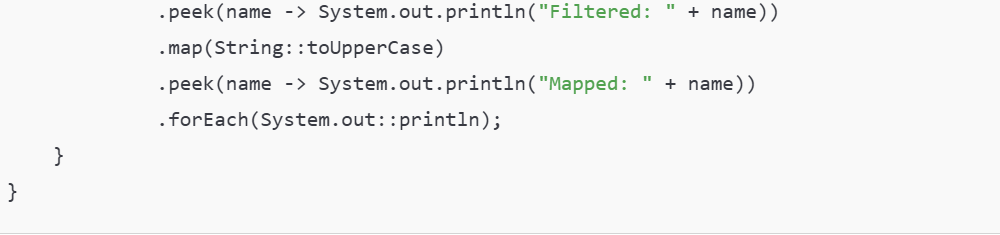 .peek(name -> System.out.println("Filtered: " + name))
.map(String::toUpperCase)
.peek(name -> System.out.println("Mapped: " + name))
.forEach(System.out::println);
}
}